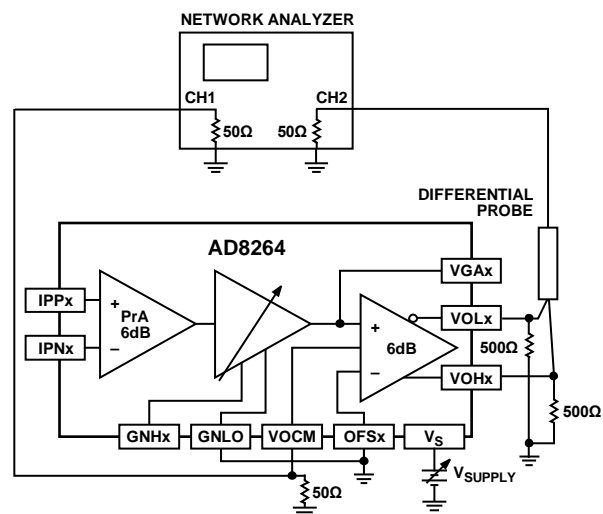 NETWORK ANALYZER
CH1
CH2
50Ω
50Ω
DIFFERENTIAL
PROBE
AD8264
VGAx
IPPx
+
PrA
6dB
+
6dB
VOLx
500Ω
IPNx
–
–
VOHx
500Ω
GNHx
GNLO
VOCM
OFSx
VS
50Ω
VSUPPLY